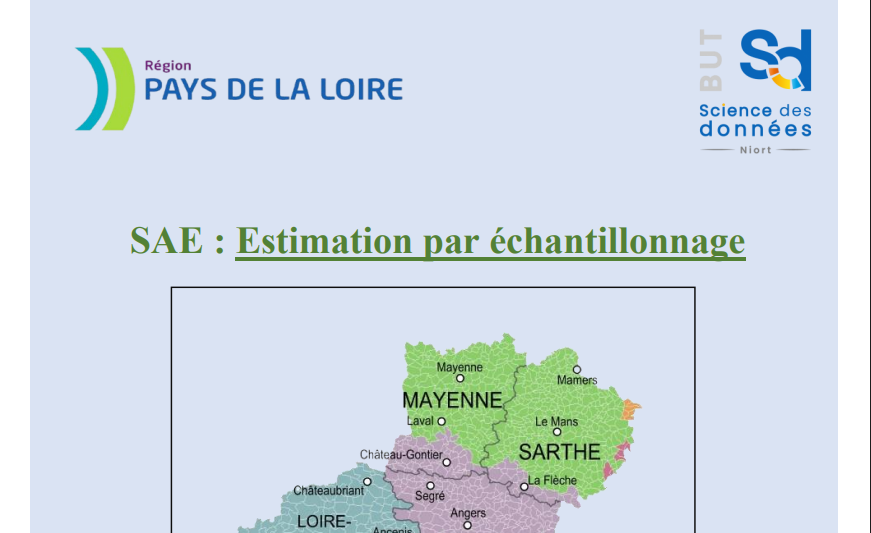 Région
PAYS DE LA LOIRE
BUT
Sd
Science des
données
Niort
SAE : Estimation par échantillonnage
Mayenne
Mamers
MAYENNE
Laval
Le Mans
SARTHE
Château-Gontier
La Flèche
Châteaubriant
Segré
LOIRE-
Angers
Ancenis